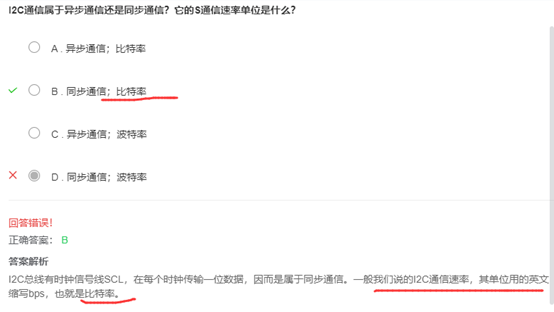 I2C通信属于异步通信还是同步通信？它的S通信速率单位是什么？
A . 异步通信；比特率
B . 同步通信；比特率
C . 异步通信；波特率
D . 同步通信；波特率
回答错误！
正确答案： B
答案解析
I2C总线有时钟信号线SCL，在每个时钟传输一位数据，因而是属于同步通信。一般我们说的I2C通信速率，其单位用的英文
缩写bps，也就是比特率。